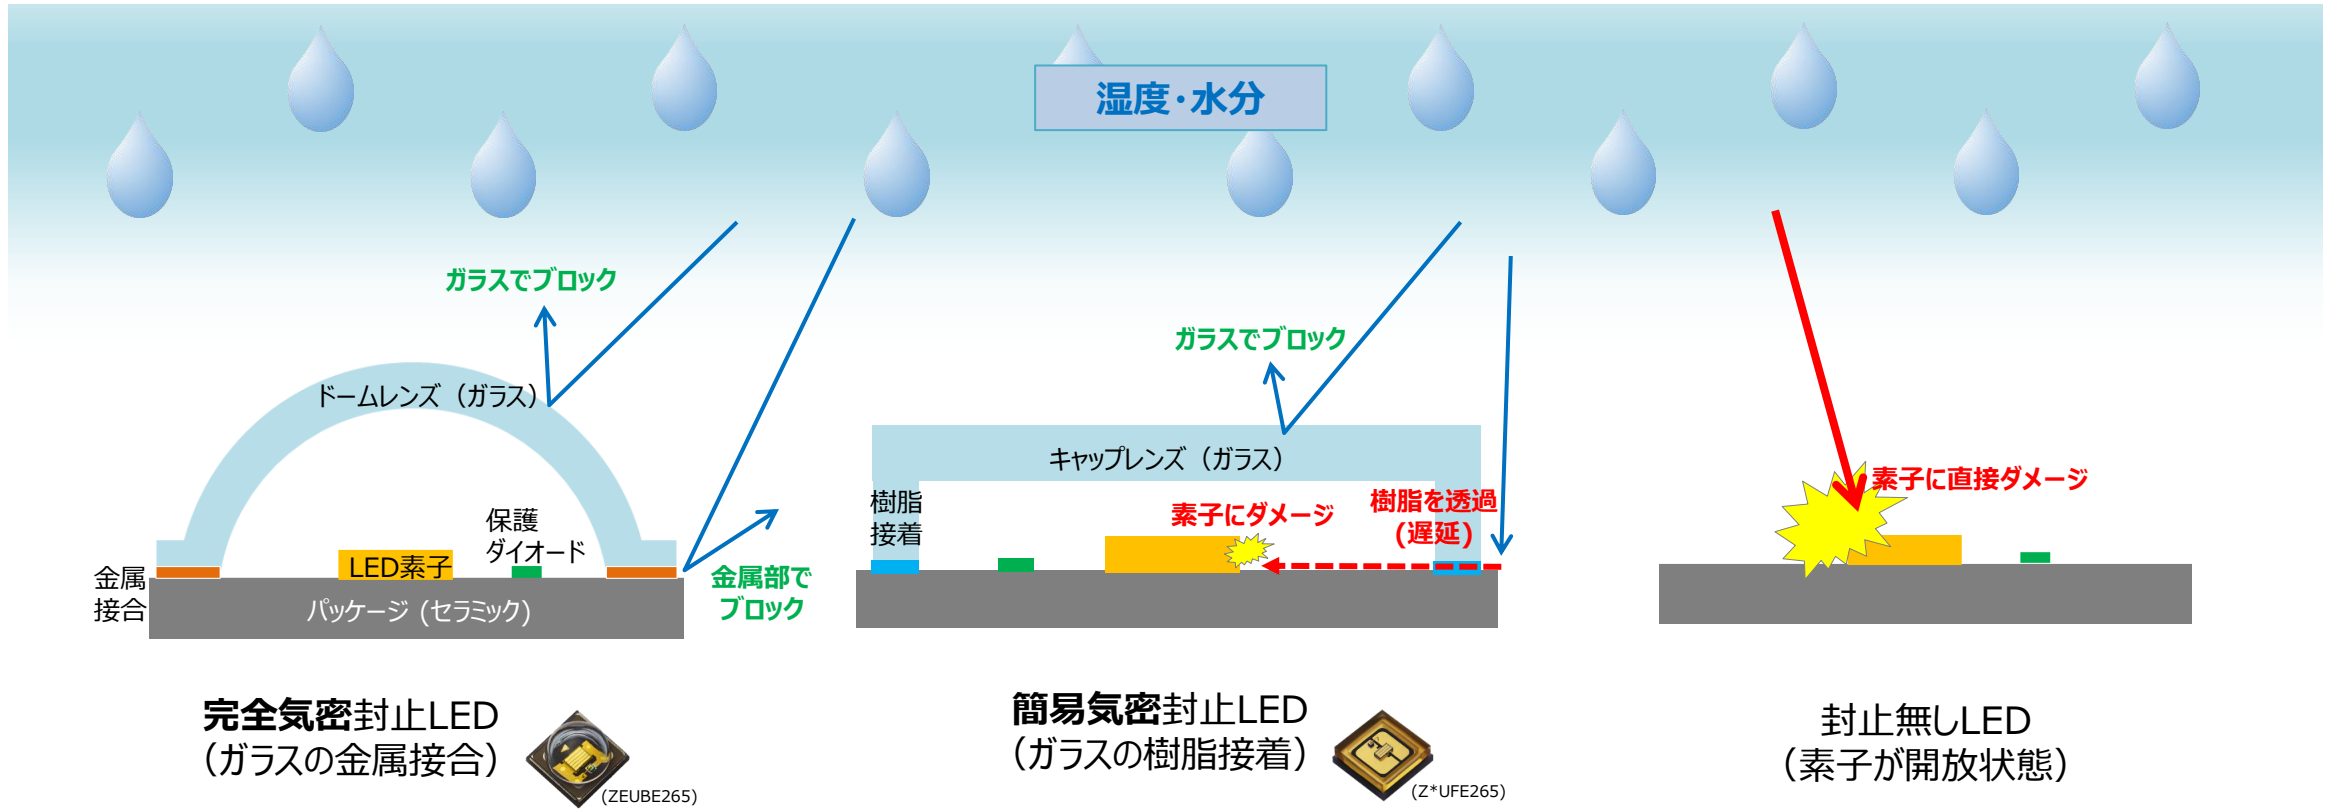 湿度・水分
ガラスでブロック
ドームレンズ（ガラス）
保護
ダイオード
LED素子
金属
接合
パッケージ (セラミック)
金属部で
ブロック
完全気密封止LED
（ガラスの金属接合）
(ZEUBE265)
ガラスでブロック
キャップレンズ（ガラス）
樹脂
接着
素子にダメージ
樹脂を透過
(遅延)
簡易気密封止LED
（ガラスの樹脂接着）
(Z*UFE265)
素子に直接ダメージ
封止無しLED
（素子が開放状態）